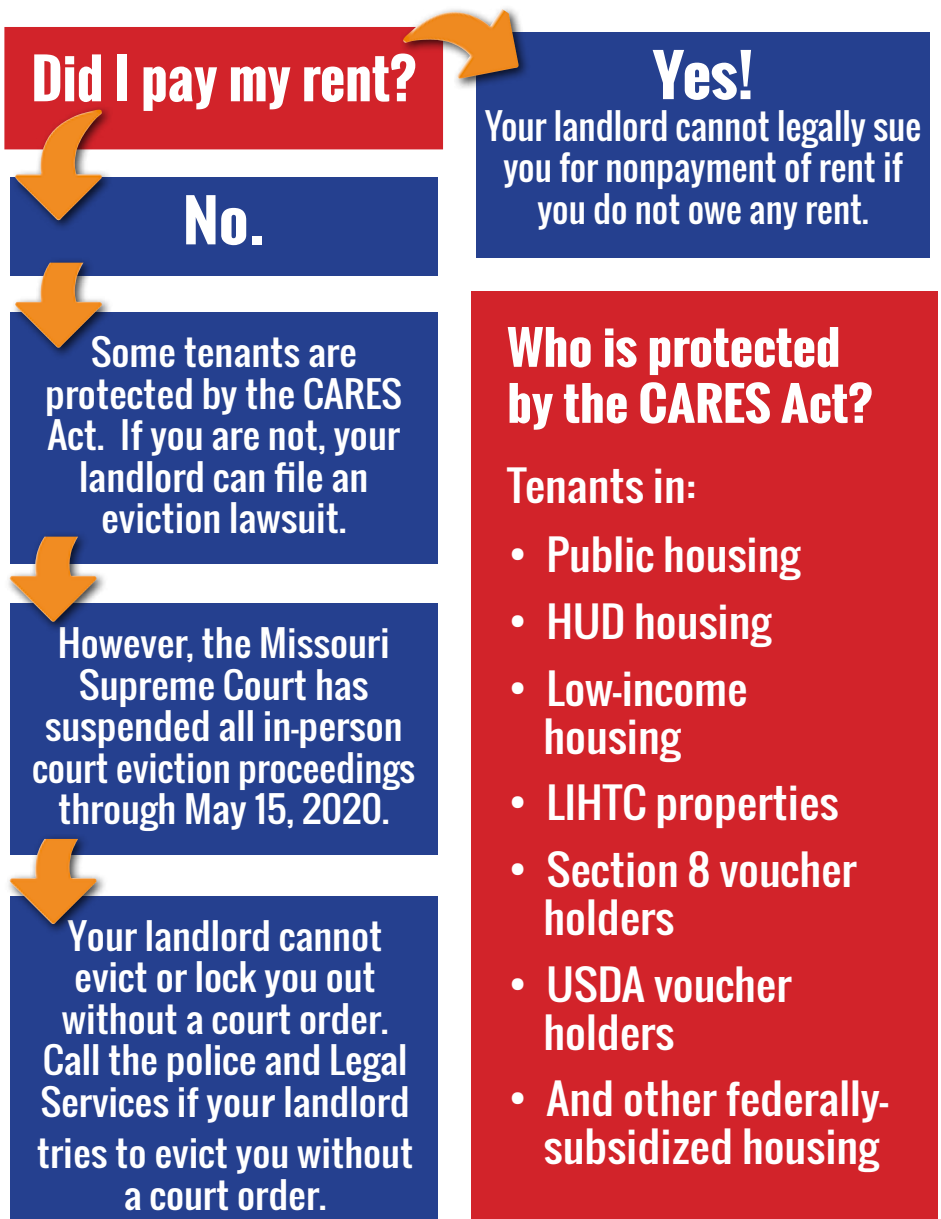 Did I pay my rent?
Yes!
Your landlord cannot legally sue
you for nonpayment of rent if
you do not owe any rent.
No.
Some tenants are
protected by the CARES
Act.  If you are not, your
landlord can file an
eviction lawsuit.
However, the Missouri
Supreme Court has
suspended all in-person
court eviction proceedings
through May 15, 2020.
Your landlord cannot
evict or lock you out
without a court order.
Call the police and Legal
Services if your landlord
tries to evict you without
a court order.
Who is protected
by the CARES Act?
Tenants in:
• Public housing
• HUD housing
• Low-income
housing
• LIHTC properties
• Section 8 voucher
holders
• USDA voucher
holders
• And other federally-
subsidized housing